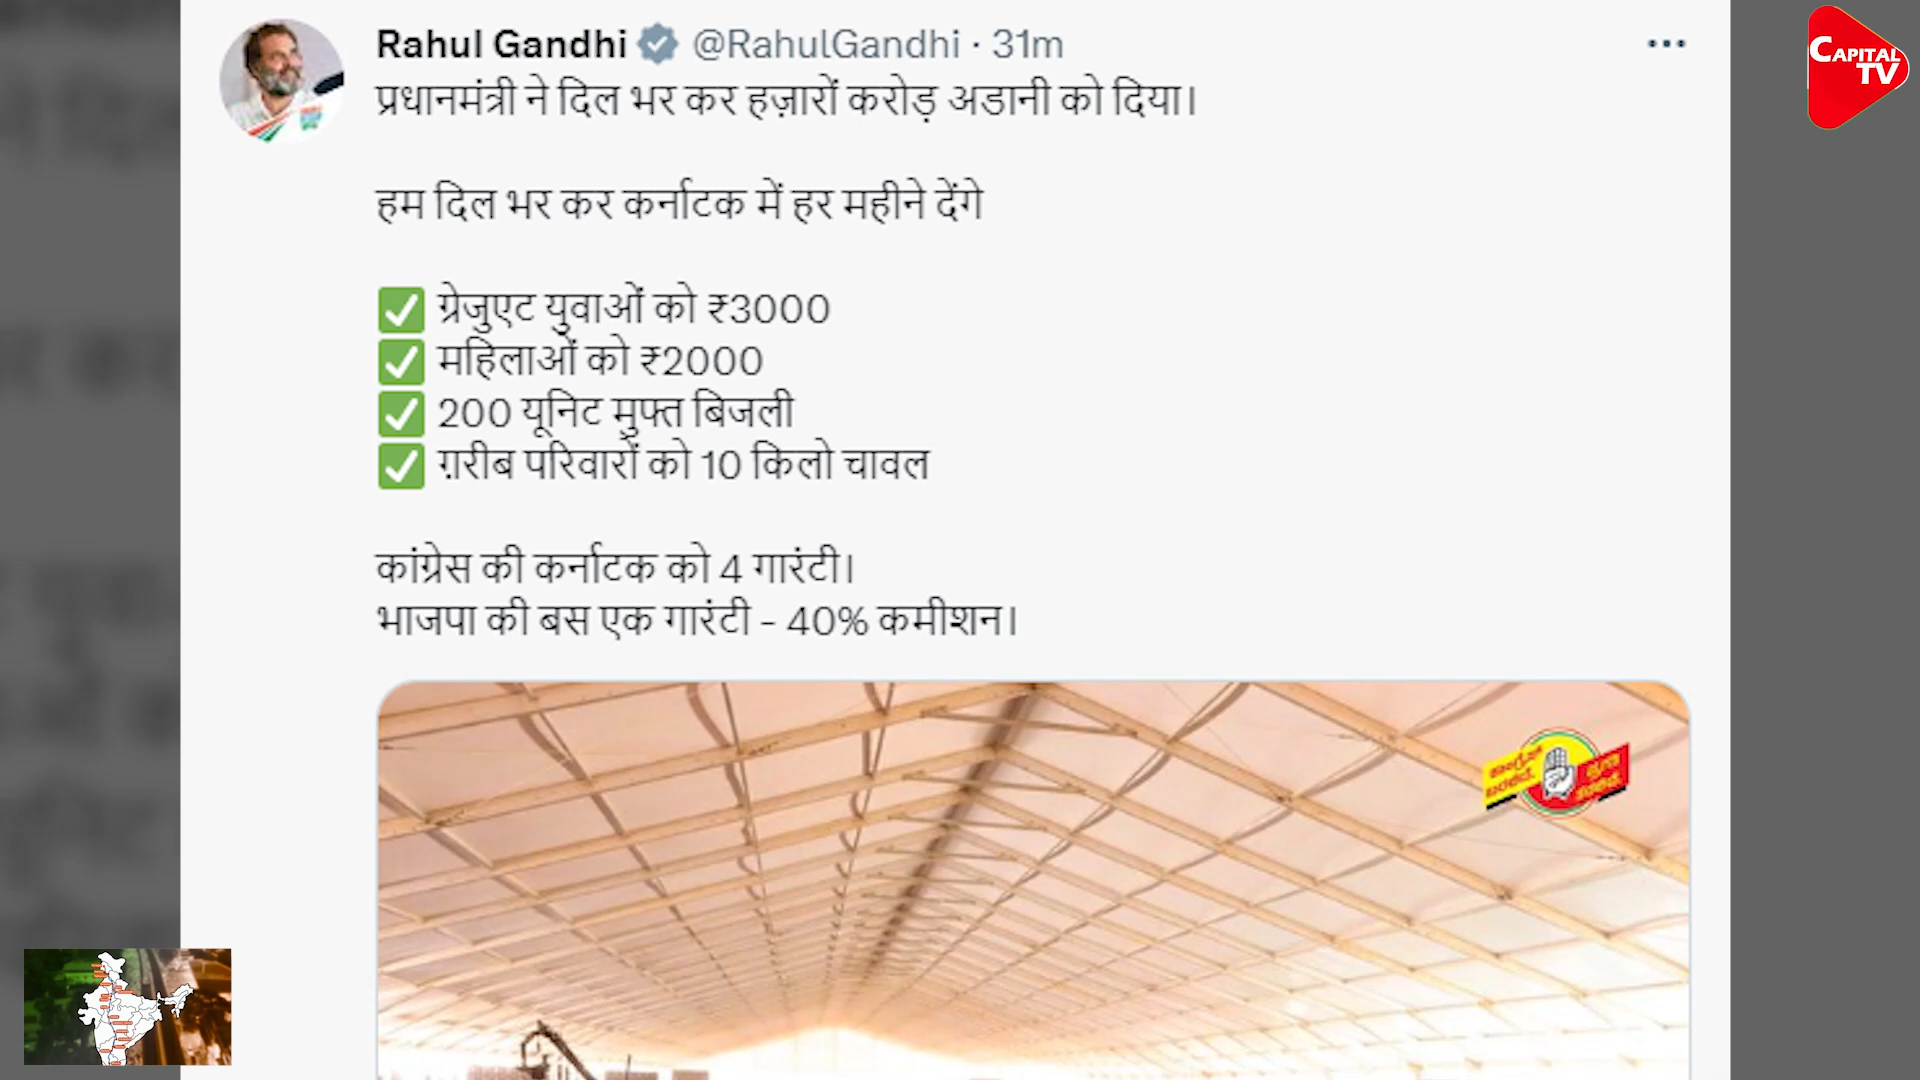 Rahul Gandhi @RahulGandhi · 31m
प्रधानमंत्री ने दिल भर कर हज़ारों करोड़ अडानी को दिया।
हम दिल भर कर कर्नाटक में हर महीने देंगे
✅ ग्रेजुएट युवाओं को ₹3000
✅ महिलाओं को ₹2000
✅ 200 यूनिट मुफ्त बिजली
✅ ग़रीब परिवारों को 10 किलो चावल
कांग्रेस की कर्नाटक को 4 गारंटी।
भाजपा की बस एक गारंटी - 40% कमीशन।
CAPITAL
TV